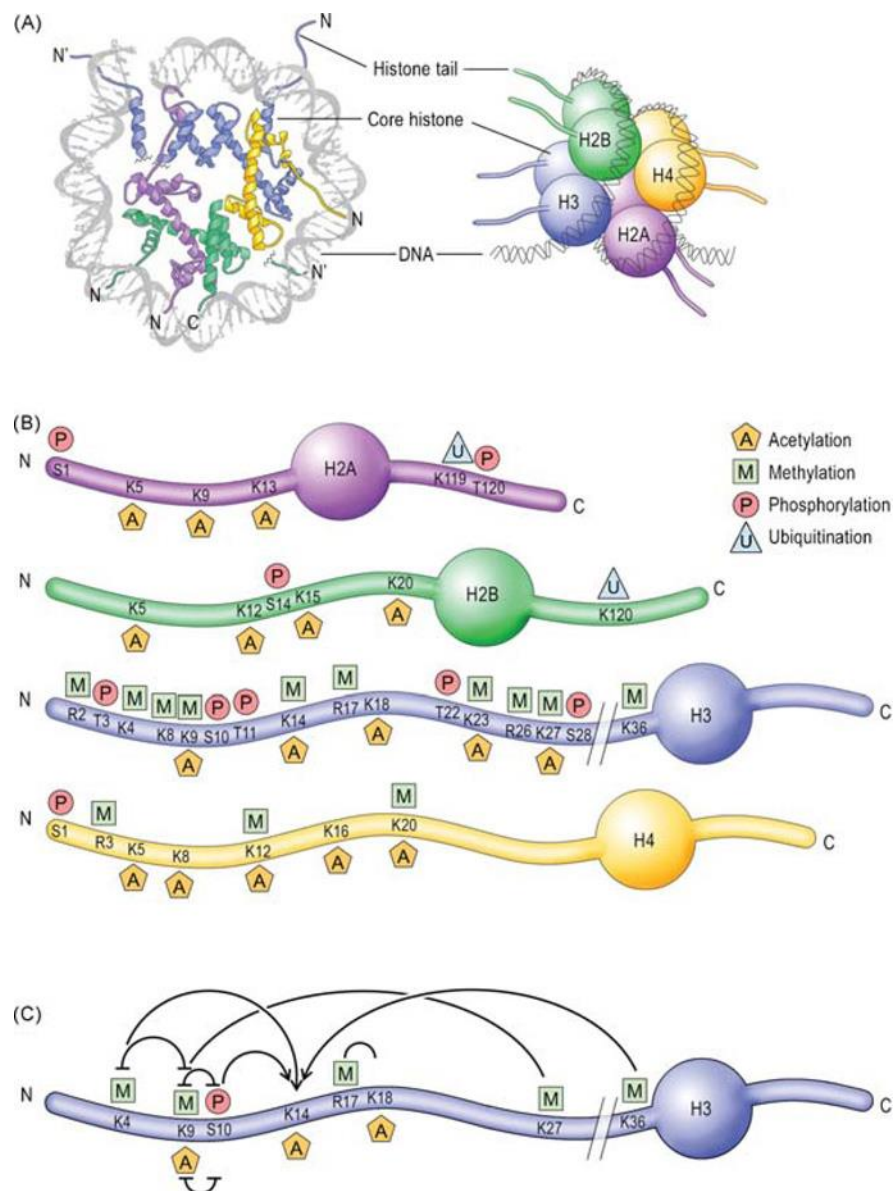 (A)
N
N'
Histone tail
Core histone
H2B
H4
H3
H2A
N
DNA
N'
N
N
C
(B)
P
N
S1
K5
K9
K13
H2A
U
P
K119
T120
C
A
A
A
A Acetylation
M Methylation
P Phosphorylation
U Ubiquitination
N
P
K5
K12
S14
K15
K20
H2B
U
K120
C
A
A
A
A
N
M
P
M
M
M
P
P
M
M
P
M
M
M
P
M
R2
T3
K4
K8
K9
S10
T11
K14
R17
K18
T22
K23
R26
K27
S28
K36
H3
C
A
A
A
A
A
N
P
M
M
M
S1
R3
K5
K8
K12
K16
K20
H4
C
A
A
A
A
A
(C)
N
M
M
P
M
M
M
K4
K9
S10
K14
R17
K18
K27
K36
H3
C
A
A
A